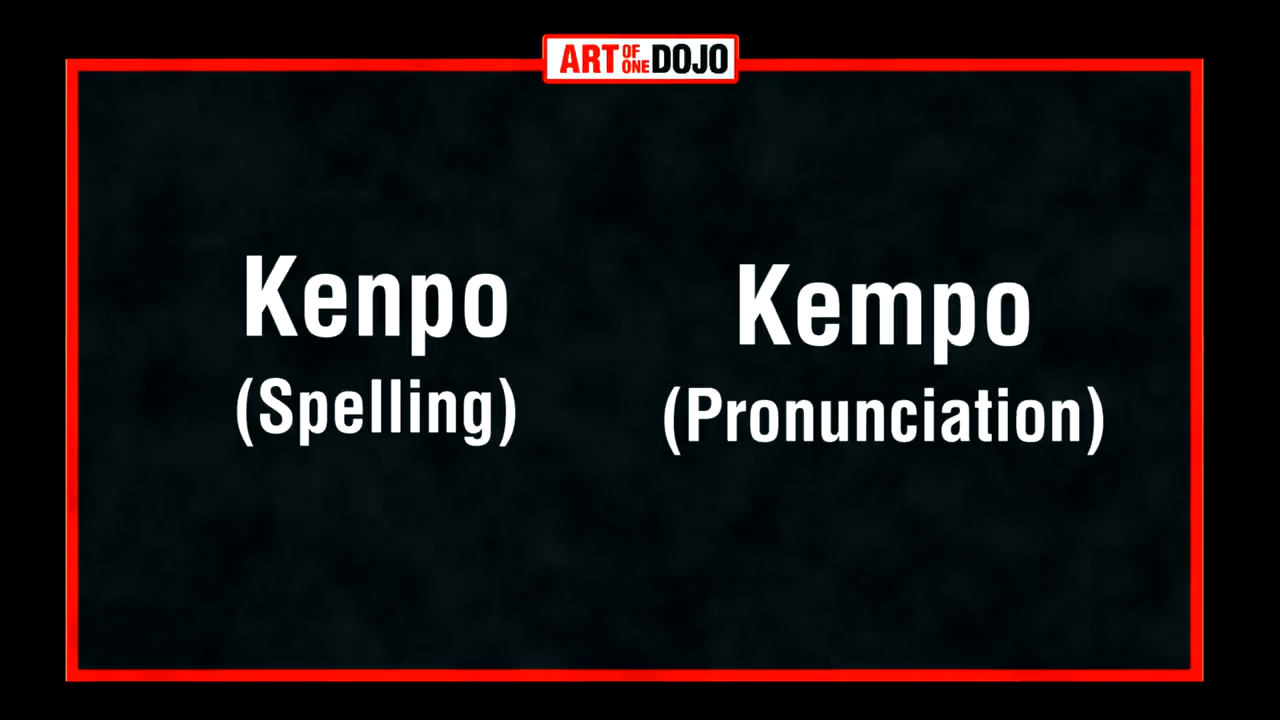 ART OF ONE DOJO
Kenpo
(Spelling)
Kempo
(Pronunciation)